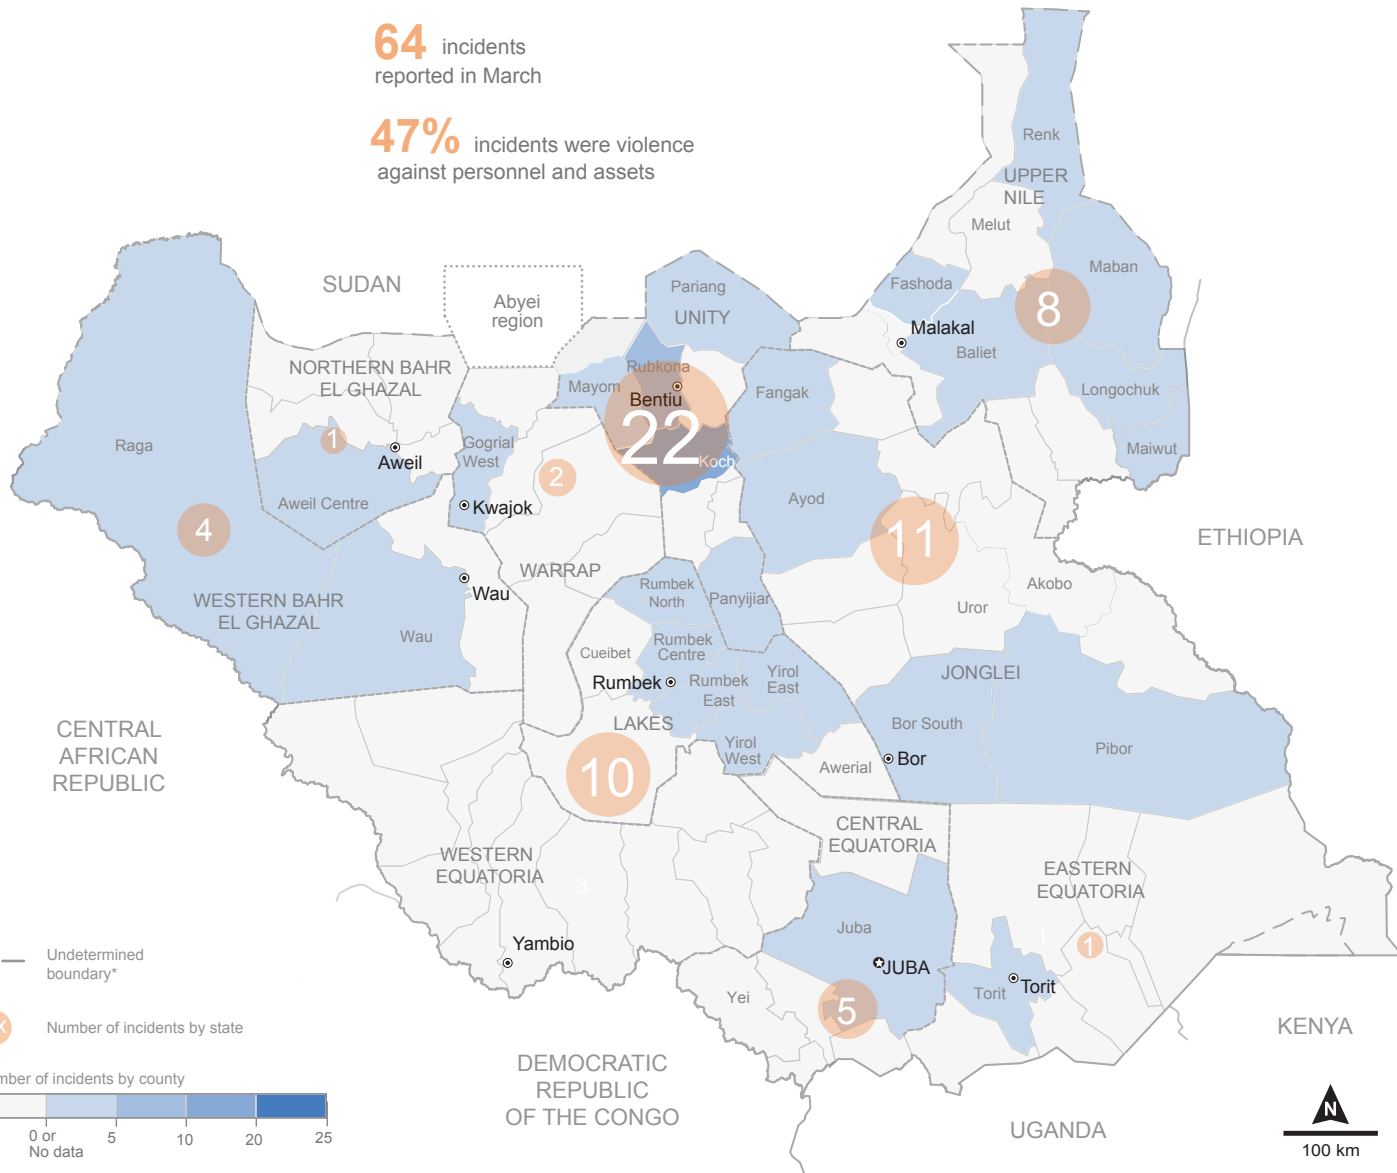 64 incidents
reported in March
47% incidents were violence
against personnel and assets
Renk
UPPER
NILE
Melut
Maban
Fashoda
SUDAN
Abyei
region
Pariang
UNITY
8
Malakal
Baliet
NORTHERN BAHR
EL GHAZAL
Rubkona
Mayom
Bentiu
Fangak
Longochuk
22
Koch
Raga
1
Aweil
Gogrial
West
Maiwut
2
Aweil Centre
Kwajok
Ayod
4
11
ETHIOPIA
WARRAP
Wau
Rumbek
North
Panyijiar
Akobo
Uror
WESTERN BAHR
EL GHAZAL
Wau
Cueibet
Rumbek
Centre
Rumbek
Rumbek
East
Yirol
East
JONGLEI
LAKES
Bor South
Yirol
West
Pibor
CENTRAL
AFRICAN
REPUBLIC
Awerial
Bor
10
CENTRAL
EQUATORIA
WESTERN
EQUATORIA
3
EASTERN
EQUATORIA
Juba
1
1
Yambio
JUBA
Torit
Torit
Yei
5
Undetermined
boundary*
X
Number of incidents by state
mber of incidents by county
0 or
No data
5
10
20
25
DEMOCRATIC
REPUBLIC
OF THE CONGO
KENYA
UGANDA
N
100 km